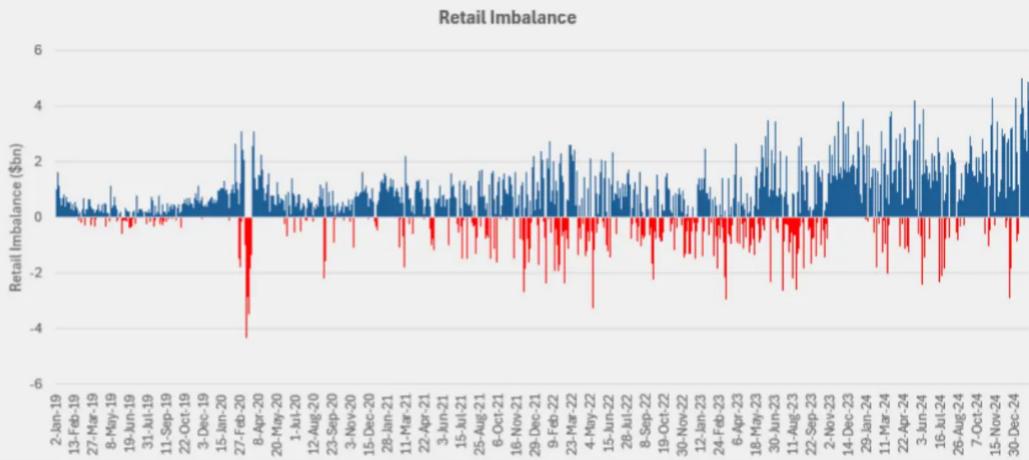 Retail Imbalance
Retail Imbalance ($bn)
6
4
2
0
-2
-4
-6
2-Jan-19
13-Feb-19
27-Mar-19
8-May-19
19-Jun-19
31-Jul-19
11-Sep-19
22-Oct-19
3-Dec-19
15-Jan-20
27-Feb-20
8-Apr-20
20-May-20
1-Jul-20
12-Aug-20
23-Sep-20
3-Nov-20
15-Dec-20
28-Jan-21
11-Mar-21
22-Apr-21
3-Jun-21
15-Jul-21
25-Aug-21
6-Oct-21
16-Nov-21
29-Dec-21
9-Feb-22
23-Mar-22
4-May-22
15-Jun-22
28-Jul-22
8-Sep-22
19-Oct-22
30-Nov-22
12-Jan-23
24-Feb-23
6-Apr-23
18-May-23
30-Jun-23
11-Aug-23
22-Sep-23
2-Nov-23
14-Dec-23
29-Jan-24
11-Mar-24
22-Apr-24
3-Jun-24
16-Jul-24
26-Aug-24
7-Oct-24
15-Nov-24
30-Dec-24